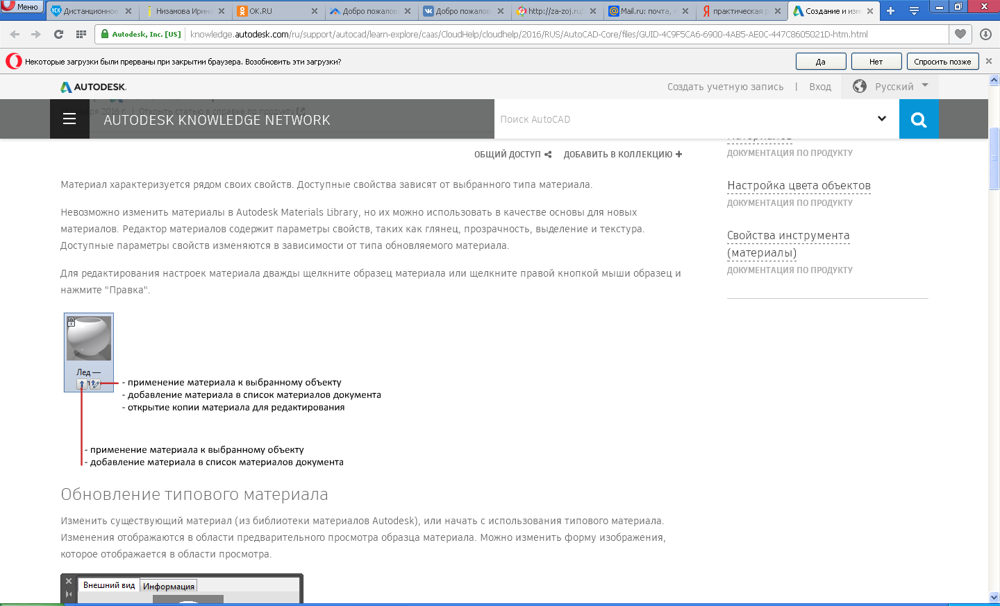 Меню
Дистанционное
Низамова Ирина
OK.RU
Добро пожалов
Добро пожалов
http://za-zoj.ru/
Mail.ru: почта,
практическая р
Создание и изм
Autodesk, Inc. [US]
knowledge.autodesk.com/ru/support/autocad/learn-explore/caas/CloudHelp/cloudhelp/2016/RUS/AutoCAD-Core/files/GUID-4C9F5CA6-6900-4AB5-AE0C-447C8605021D-htm.html
Некоторые загрузки были прерваны при закрытии браузера. Возобновить эти загрузки?
Да
Нет
Спросить позже
AUTODESK.
Создать учетную запись | Вход
Русский
2016 г. | Открыть статью в справке по продукту
AUTODESK KNOWLEDGE NETWORK
Поиск AutoCAD
ОБЩИЙ ДОСТУП
ДОБАВИТЬ В КОЛЛЕКЦИЮ
Материал характеризуется рядом своих свойств. Доступные свойства зависят от выбранного типа материала.
Невозможно изменить материалы в Autodesk Materials Library, но их можно использовать в качестве основы для новых
материалов. Редактор материалов содержит параметры свойств, таких как глянец, прозрачность, выделение и текстура.
Доступные параметры свойств изменяются в зависимости от типа обновляемого материала.
Для редактирования настроек материала дважды щелкните образец материала или щелкните правой кнопкой мыши образец и
нажмите "Правка".
Лед —
- применение материала к выбранному объекту
- добавление материала в список материалов документа
- открытие копии материала для редактирования
- применение материала к выбранному объекту
- добавление материала в список материалов документа
Обновление типового материала
Изменить существующий материал (из библиотеки материалов Autodesk), или начать с использования типового материала.
Изменения отображаются в области предварительного просмотра образца материала. Можно изменить форму изображения,
которое отображается в области просмотра.
Внешний вид
Информация
материалов
ДОКУМЕНТАЦИЯ ПО ПРОДУКТУ
Настройка цвета объектов
ДОКУМЕНТАЦИЯ ПО ПРОДУКТУ
Свойства инструмента
(материалы)
ДОКУМЕНТАЦИЯ ПО ПРОДУКТУ